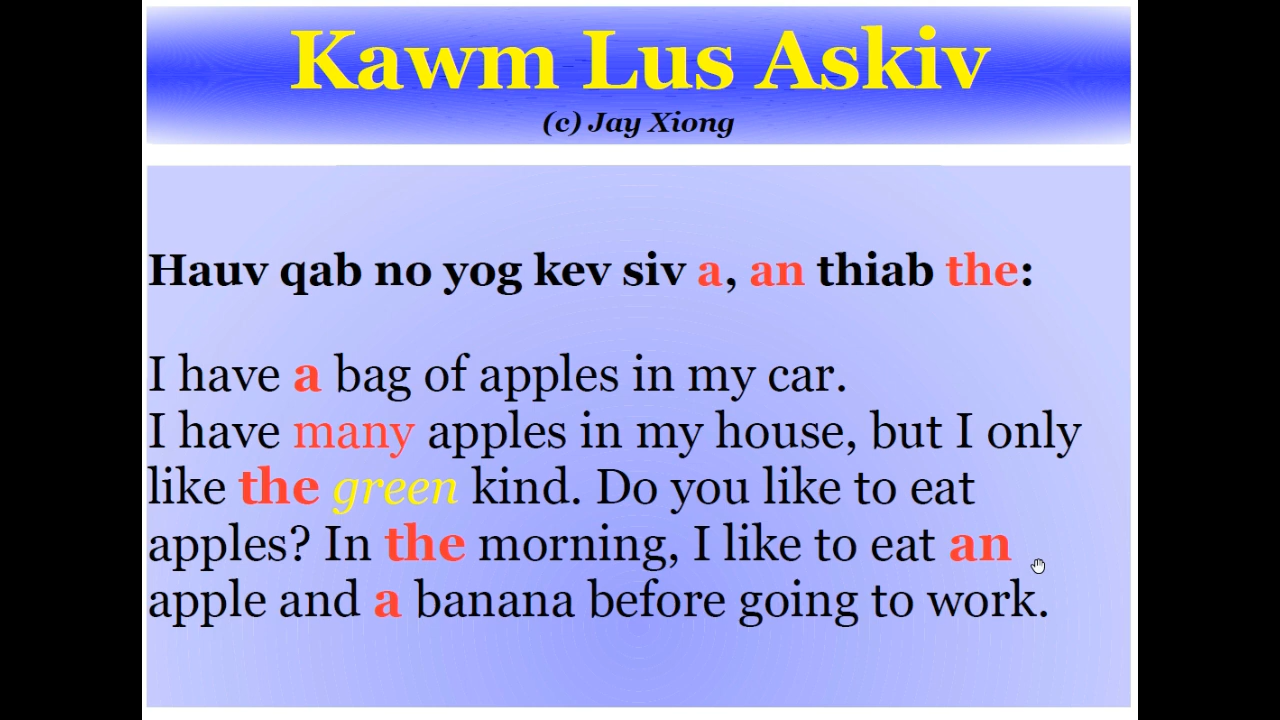 Kawm Lus Askiv
(c) Jay Xiong
Hauv qab no yog kev siv a, an thiab the:
I have a bag of apples in my car.
I have many apples in my house, but I only
like the green kind. Do you like to eat
apples? In the morning, I like to eat an
apple and a banana before going to work.